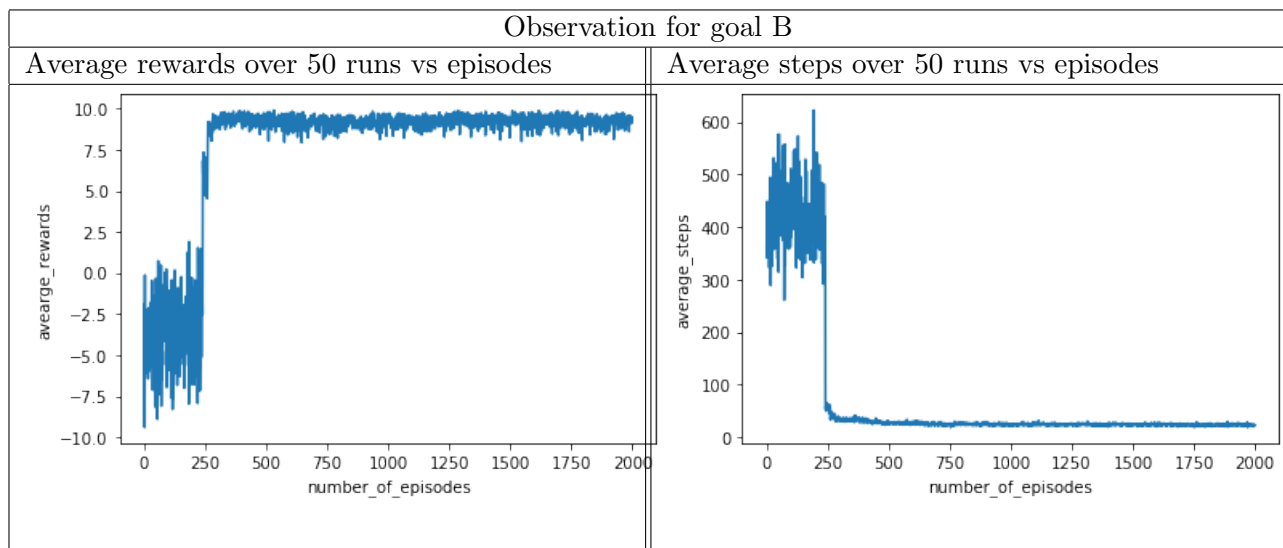 Observation for goal B
Average rewards over 50 runs vs episodes
10.0
7.5
5.0
2.5
0.0
−2.5
−5.0
−7.5
−10.0
avearge_rewards
0 250 500 750 1000 1250 1500 1750 2000
number_of_episodes
Average steps over 50 runs vs episodes
600
500
400
300
200
100
0
average_steps
0 250 500 750 1000 1250 1500 1750 2000
number_of_episodes